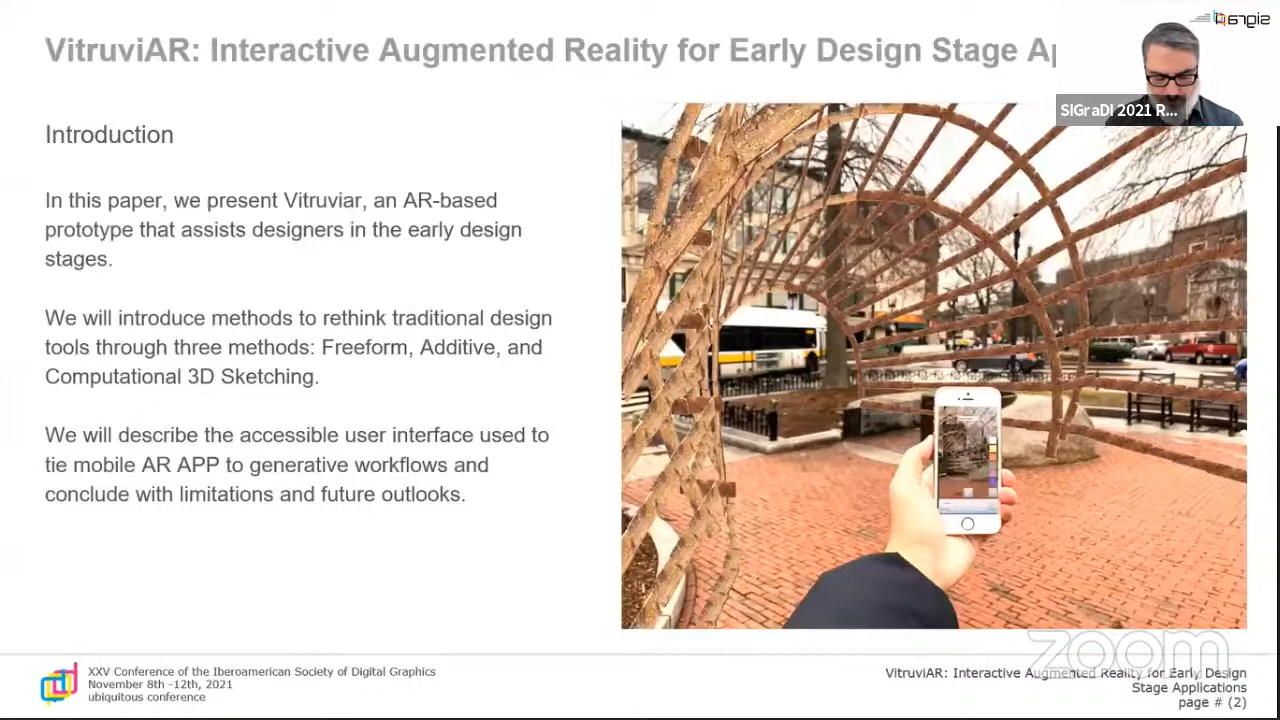 VitruviAR: Interactive Augmented Reality for Early Design Stage Ap
SIGraDI 2021 R...
Introduction
In this paper, we present Vitruviar, an AR-based
prototype that assists designers in the early design
stages.
We will introduce methods to rethink traditional design
tools through three methods: Freeform, Additive, and
Computational 3D Sketching.
We will describe the accessible user interface used to
tie mobile AR APP to generative workflows and
conclude with limitations and future outlooks.
zoom
XXV Conference of the Iberoamerican Society of Digital Graphics
November 8th -12th, 2021
ubiquitous conference
VitruviAR: Interactive Augmented Reality for Early Design
Stage Applications
page # (2)